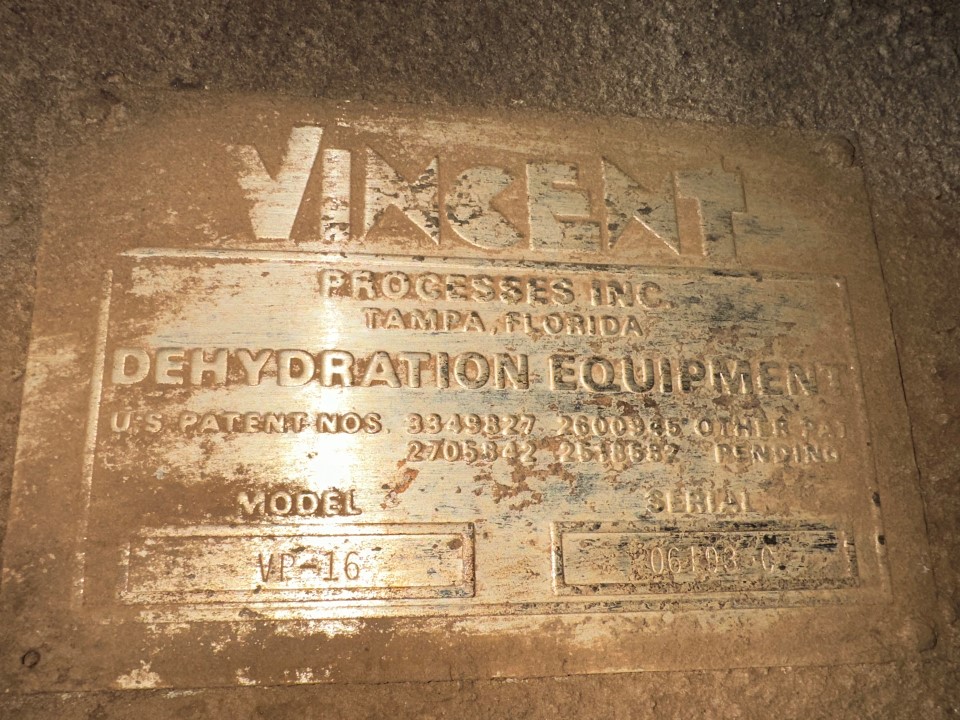 VINCENT
PROCESSES INC.
TAMPA, FLORIDA
DEHYDRATION EQUIPMENT
U.S. PATENT NOS. 3349827 2600945 OTHER PAT
2705842 PENDING
MODEL SERIAL
VP-16